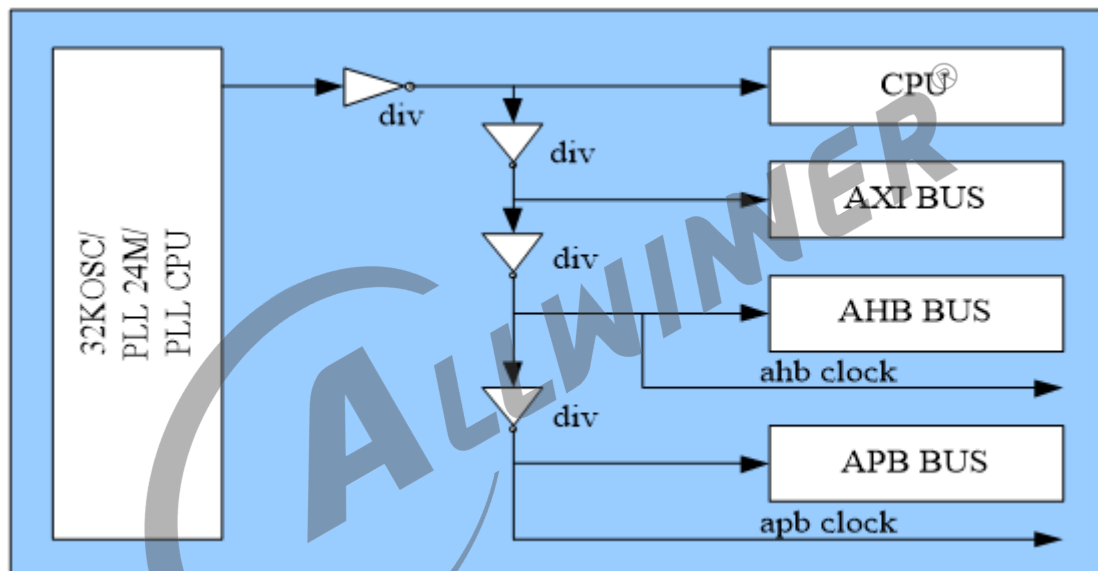 32KOSC/
PLL 24M/
PLL CPU
div
CPU
div
AXI BUS
div
AHB BUS
ahb clock
div
APB BUS
apb clock
ALLWINNER®